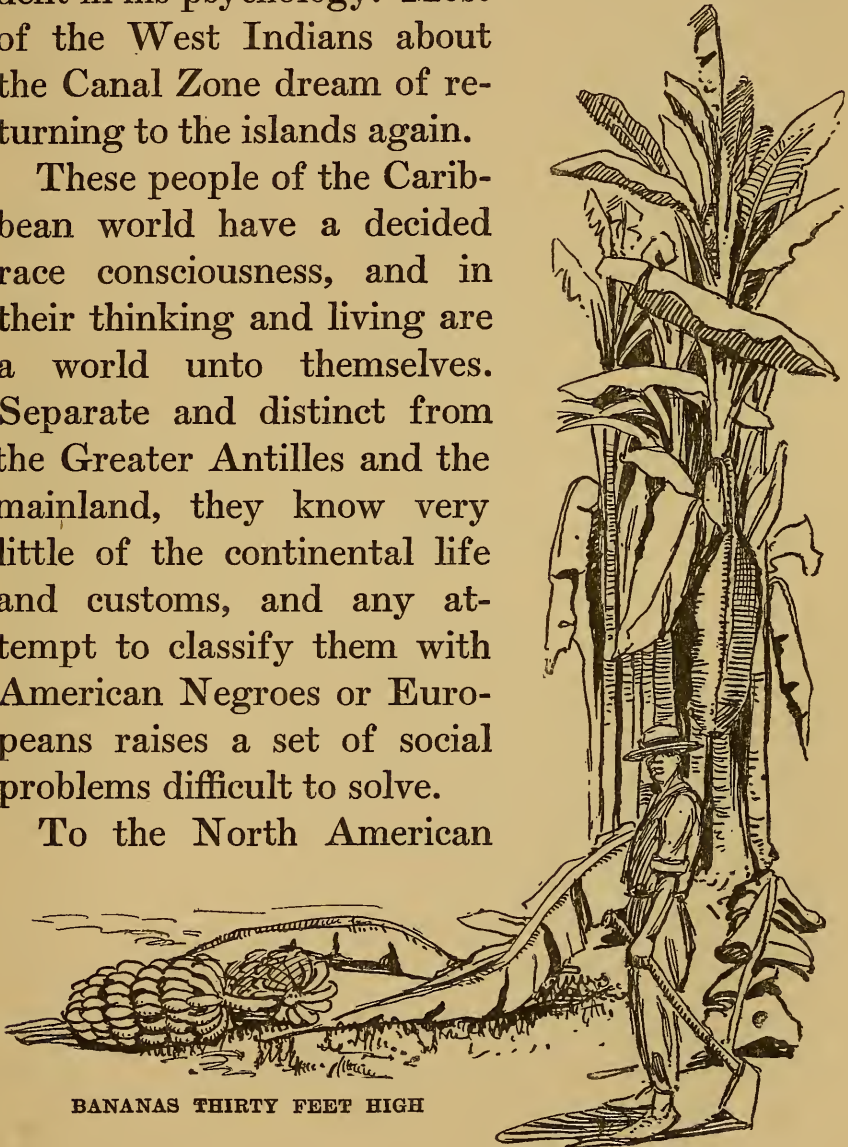 in his psychology.
of the West Indians about
the Canal Zone dream of re-
turning to the islands again.
These people of the Carib-
bean world have a decided
race consciousness, and in
their thinking and living are
a world unto themselves.
Separate and distinct from
the Greater Antilles and the
mainland, they know very
little of the continental life
and customs, and any at-
tempt to classify them with
American Negroes or Euro-
peans raises a set of social
problems difficult to solve.
To the North American
BANANAS THIRTY FEET HIGH